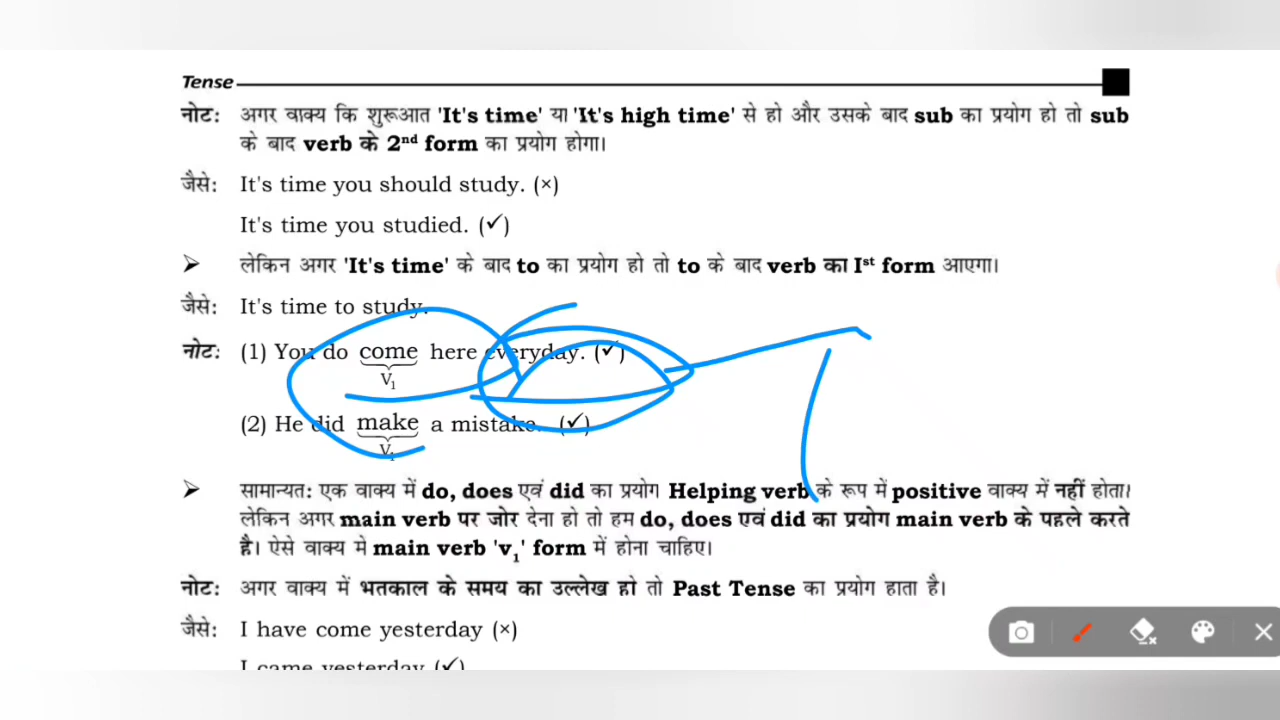 Tense
नोट: अगर वाक्य कि शुरूआत 'It's time' या 'It's high time' से हो और उसके बाद sub का प्रयोग हो तो sub
के बाद verb के 2nd form का प्रयोग होगा।
जैसे: It's time you should study. (×)
It's time you studied. (✓)
➢ लेकिन अगर 'It's time' के बाद to का प्रयोग हो तो to के बाद verb का Ist form आएगा।
जैसे: It's time to study.
नोट: (1) You do come here everyday. (✓)
V1
(2) He did make a mistake. (✓)
V1
➢ सामान्यत: एक वाक्य में do, does एवं did का प्रयोग Helping verb के रूप में positive वाक्य में नहीं होता।
लेकिन अगर main verb पर जोर देना हो तो हम do, does एवं did का प्रयोग main verb के पहले करते
है। ऐसे वाक्य मे main verb 'v1' form में होना चाहिए।
नोट: अगर वाक्य में भतकाल के समय का उल्लेख हो तो Past Tense का प्रयोग हाता है।
जैसे: I have come yesterday (×)
I came yesterday (✓)